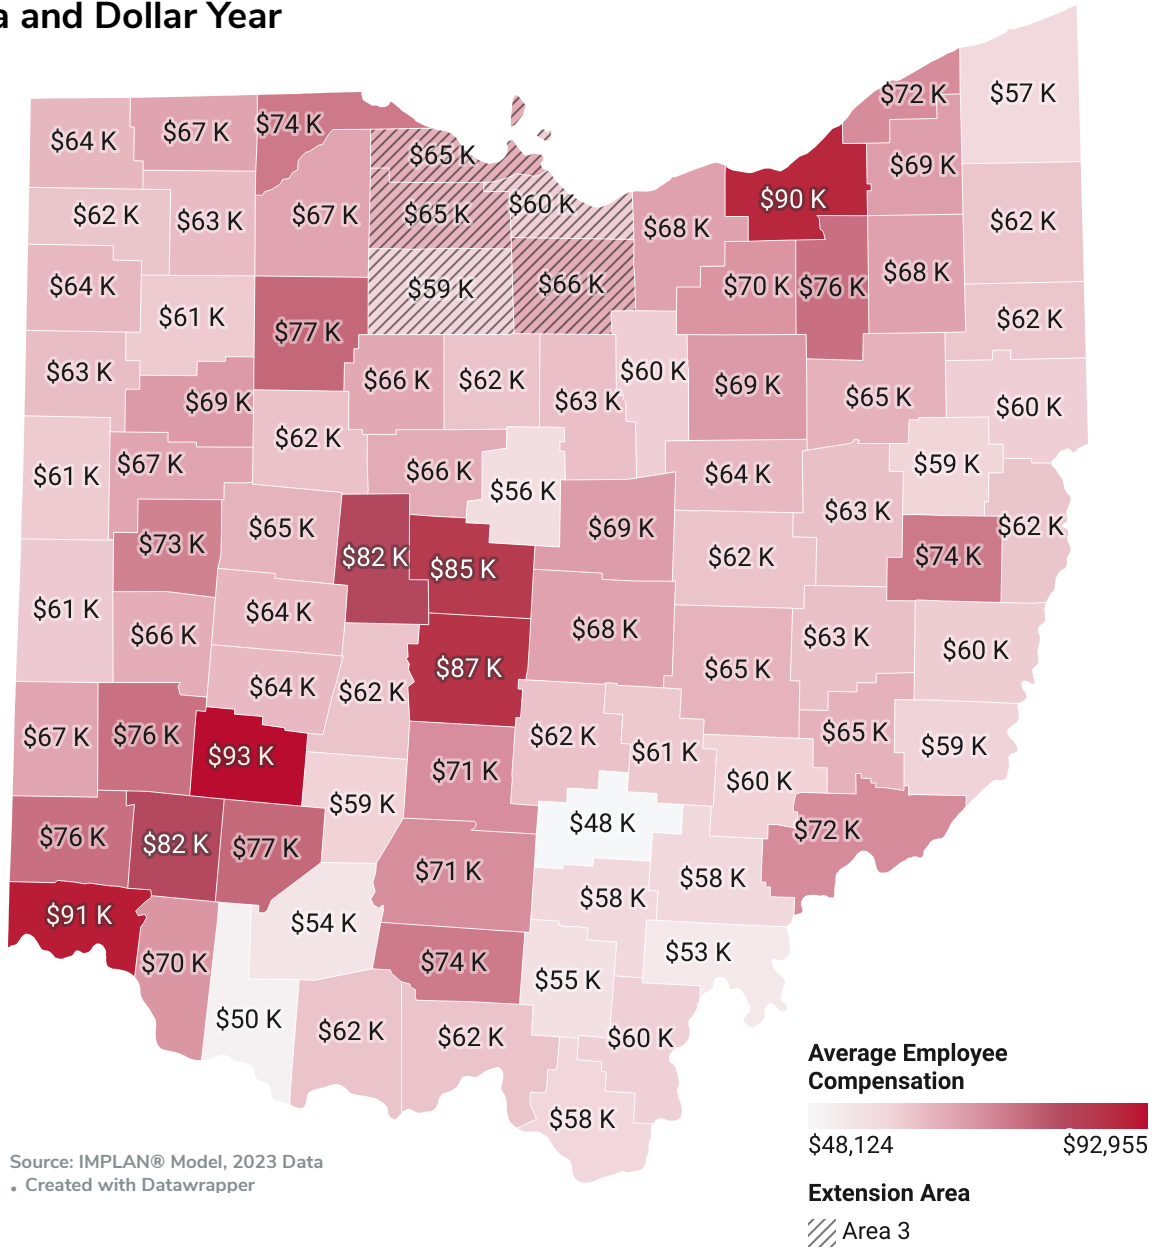 a and Dollar Year
$57 K
$72 K
$74 K
$67 K
$64 K
$65 K
$69 K
$90 K
$60 K
$62 K
$63 K
$67 K
$65 K
$68 K
$62 K
$68 K
$64 K
$59 K
$66 K
$70 K
$76 K
$61 K
$62 K
$77 K
$63 K
$66 K
$62 K
$60 K
$69 K
$69 K
$63 K
$65 K
$60 K
$62 K
$67 K
$61 K
$66 K
$56 K
$64 K
$59 K
$65 K
$69 K
$63 K
$62 K
$73 K
$82 K
$85 K
$62 K
$74 K
$61 K
$64 K
$66 K
$68 K
$63 K
$60 K
$87 K
$65 K
$64 K
$62 K
$67 K
$76 K
$62 K
$65 K
$59 K
$93 K
$61 K
$71 K
$60 K
$59 K
$48 K
$72 K
$76 K
$82 K
$77 K
$71 K
$58 K
$58 K
$91 K
$54 K
$53 K
$70 K
$74 K
$55 K
$50 K
$62 K
$62 K
$60 K
$58 K
Average Employee
Compensation
$48,124 $92,955
Extension Area
Area 3
Source: IMPLAN® Model, 2023 Data
• Created with Datawrapper